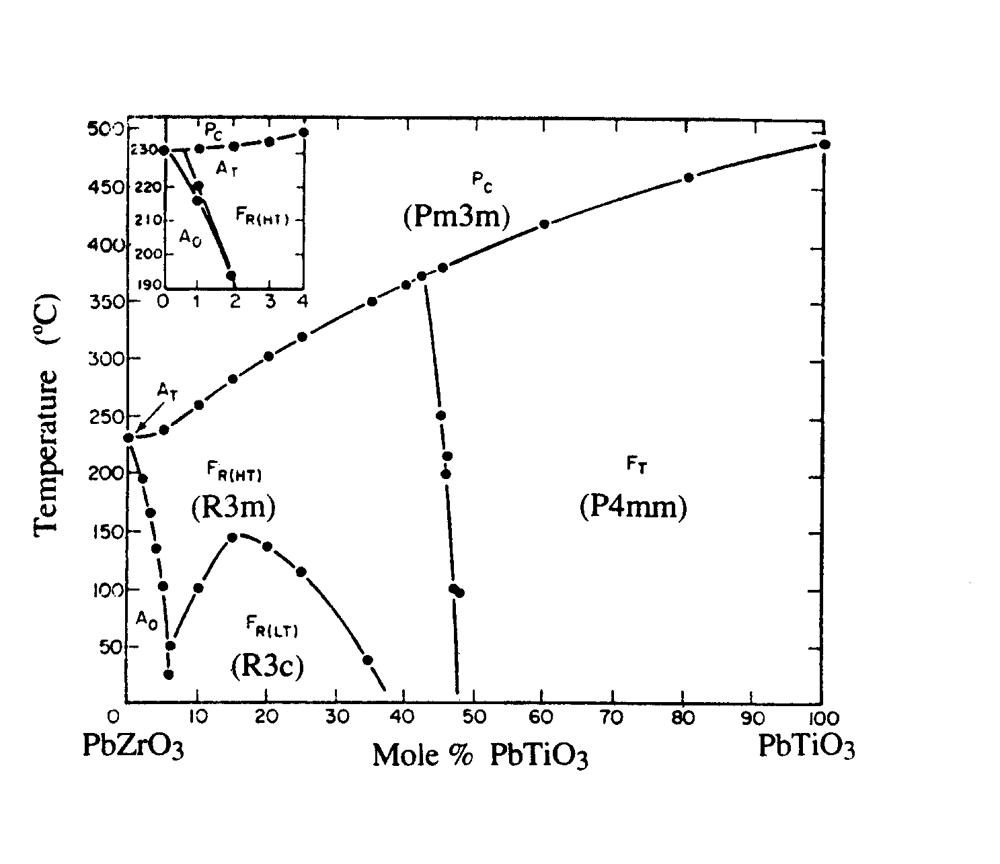 500
450
400
350
300
250
200
150
100
50
Temperature (°C)
230
220
210
200
190
0 1 2 3 4
PC
AT
FR(HT)
AO
PC
(Pm3m)
AT
FR(HT)
(R3m)
FT
(P4mm)
AO
FR(LT)
(R3c)
0 10 20 30 40 50 60 70 80 90 100
PbZrO3 Mole % PbTiO3 PbTiO3